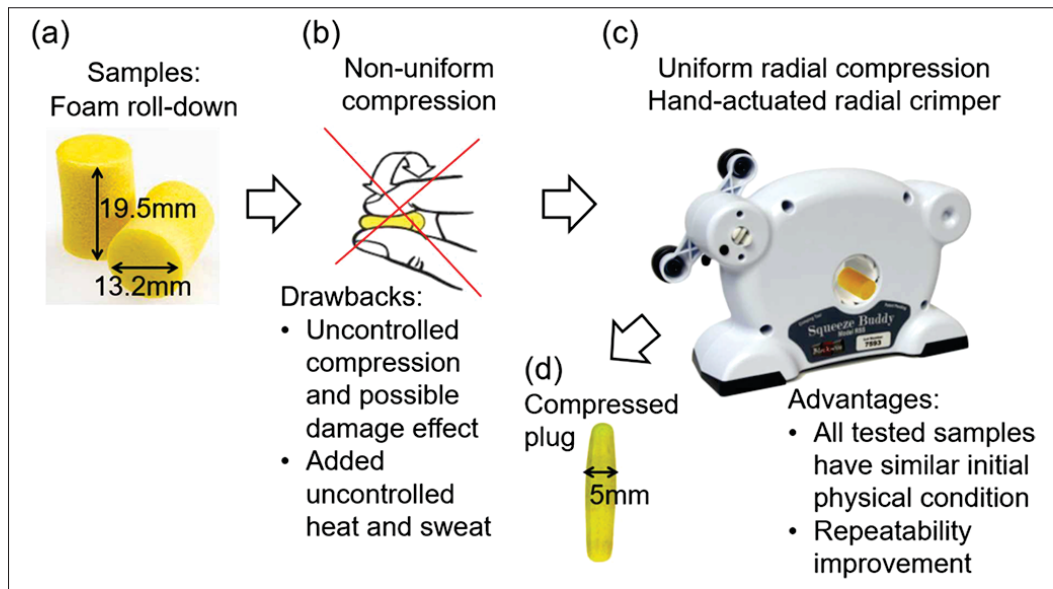 (a)
Samples:
Foam roll-down
19.5mm
13.2mm
(b)
Non-uniform
compression
Drawbacks:
• Uncontrolled
compression
and possible
damage effect
• Added
uncontrolled
heat and sweat
(c)
Uniform radial compression
Hand-actuated radial crimper
Squeeze Buddy
7593
(d)
Compressed
plug
5mm
Advantages:
• All tested samples
have similar initial
physical condition
• Repeatability
improvement